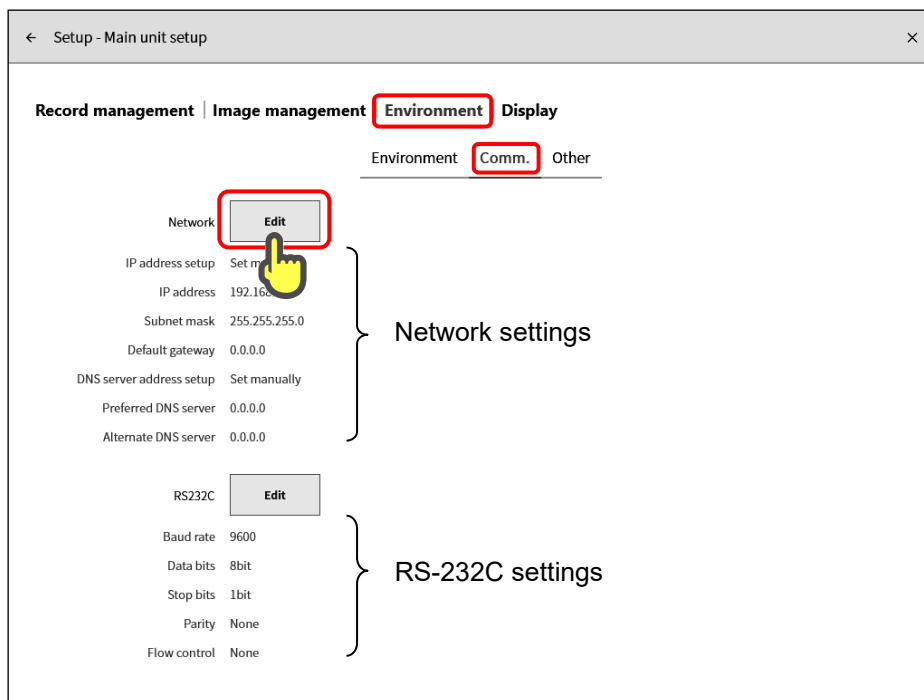 ← Setup - Main unit setup ×
Record management | Image management | Environment Display
Environment Comm. Other
Network Edit
IP address setup Set
IP address
Subnet mask 255.255.255.0
Default gateway 0.0.0.0
DNS server address setup Set manually
Preferred DNS server 0.0.0.0
Alternate DNS server 0.0.0.0
Network settings
RS232C Edit
Baud rate 9600
Data bits 8bit
Stop bits 1bit
Parity None
Flow control None
RS-232C settings